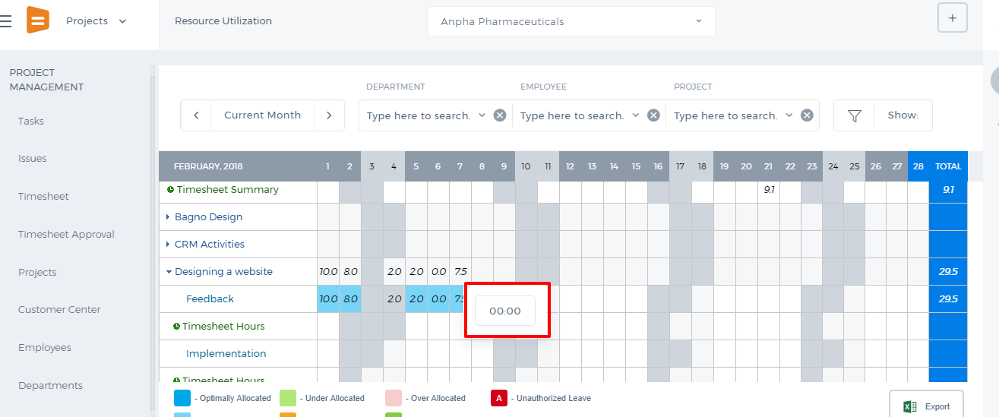 Projects
Resource Utilization
Anpha Pharmaceuticals
+
PROJECT
MANAGEMENT
Tasks
Issues
Timesheet
Timesheet Approval
Projects
Customer Center
Employees
Departments
DEPARTMENT EMPLOYEE PROJECT
Current Month Type here to search. Type here to search. Type here to search. Show:
FEBRUARY, 2018 1 2 3 4 5 6 7 8 9 10 11 12 13 14 15 16 17 18 19 20 21 22 23 24 25 26 27 28 TOTAL
Timesheet Summary 9.1 9.1
Bagno Design
CRM Activities
Designing a website 10.0 8.0 2.0 2.0 0.0 7.5 29.5
Feedback 10.0 8.0 2.0 2.0 0.0 7.5 29.5
00:00
Timesheet Hours
Implementation
Timesheet Hours
- Optimally Allocated - Under Allocated - Over Allocated A - Unauthorized Leave
Export